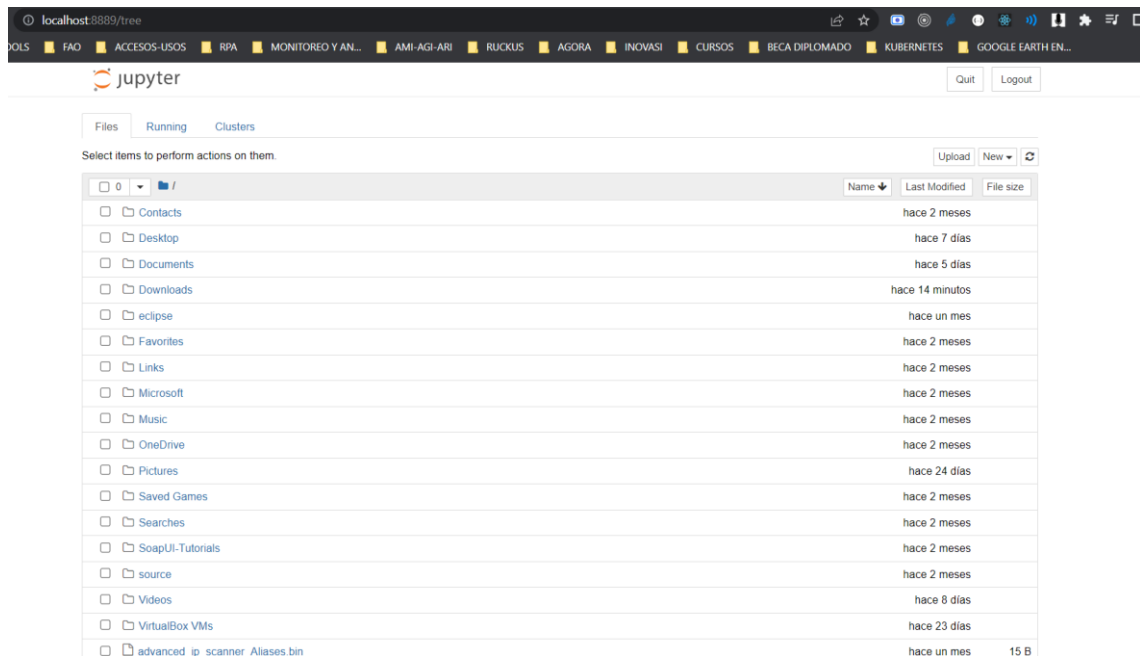 localhost:8889/tree
OOLS FAO ACCESOS-USOS RPA MONITOREO Y AN... AMI-AGI-ARI RUCKUS AGORA INOVASI CURSOS BECA DIPLOMADO KUBERNETES GOOGLE EARTH EN...
jupyter Quit Logout
Files Running Clusters
Select items to perform actions on them. Upload New
0 / Name Last Modified File size
Contacts hace 2 meses
Desktop hace 7 días
Documents hace 5 días
Downloads hace 14 minutos
eclipse hace un mes
Favorites hace 2 meses
Links hace 2 meses
Microsoft hace 2 meses
Music hace 2 meses
OneDrive hace 2 meses
Pictures hace 24 días
Saved Games hace 2 meses
Searches hace 2 meses
SoapUI-Tutorials hace 2 meses
source hace 2 meses
Videos hace 8 días
VirtualBox VMs hace 23 días
advanced_ip_scanner_Aliases.bin hace un mes 15 B